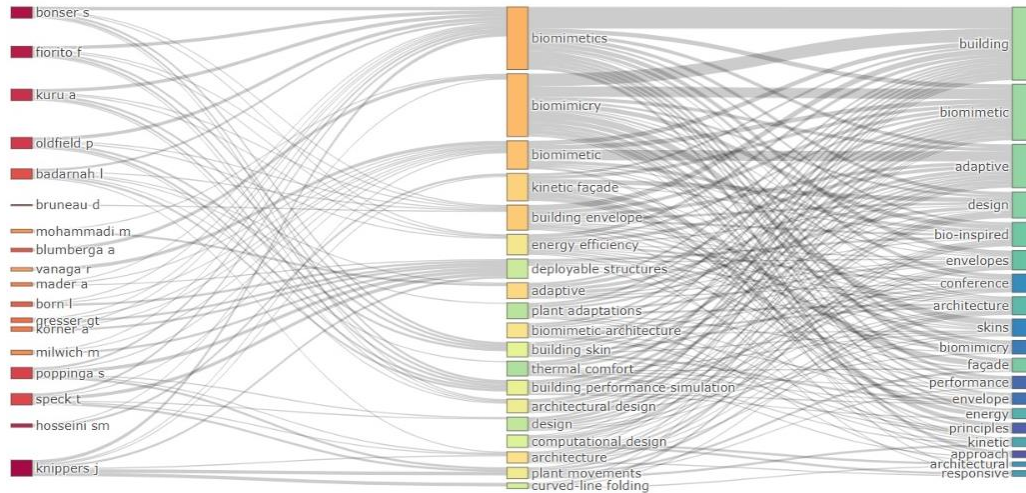 bonser s
fiorito f
kuru a
oldfield p
badarnah l
bruneau d
mohammadi m
blumberga a
vanaga r
mader a
born l
gresser gt
korner a
milwich m
poppinga s
speck t
hosseini sm
knippers j
biomimetics
biomimicry
biomimetic
kinetic façade
building envelope
energy efficiency
deployable structures
adaptive
plant adaptations
biomimetic architecture
building skin
thermal comfort
building performance simulation
architectural design
design
computational design
architecture
plant movements
curved-line folding
building
biomimetic
adaptive
design
bio-inspired
envelopes
conference
architecture
skins
biomimicry
façade
performance
envelope
energy
principles
kinetic
approach
architectural
responsive